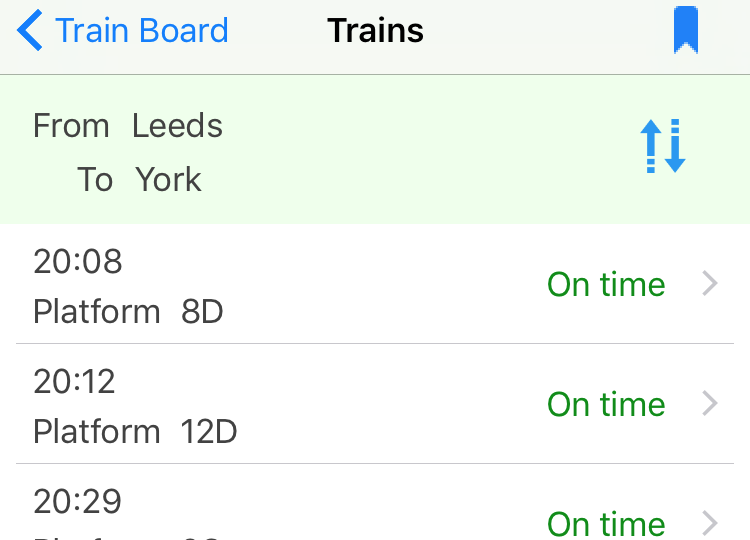 Train Board Trains
From Leeds
To York
20:08
On time
Platform 8D
20:12
On time
Platform 12D
20:29
On time